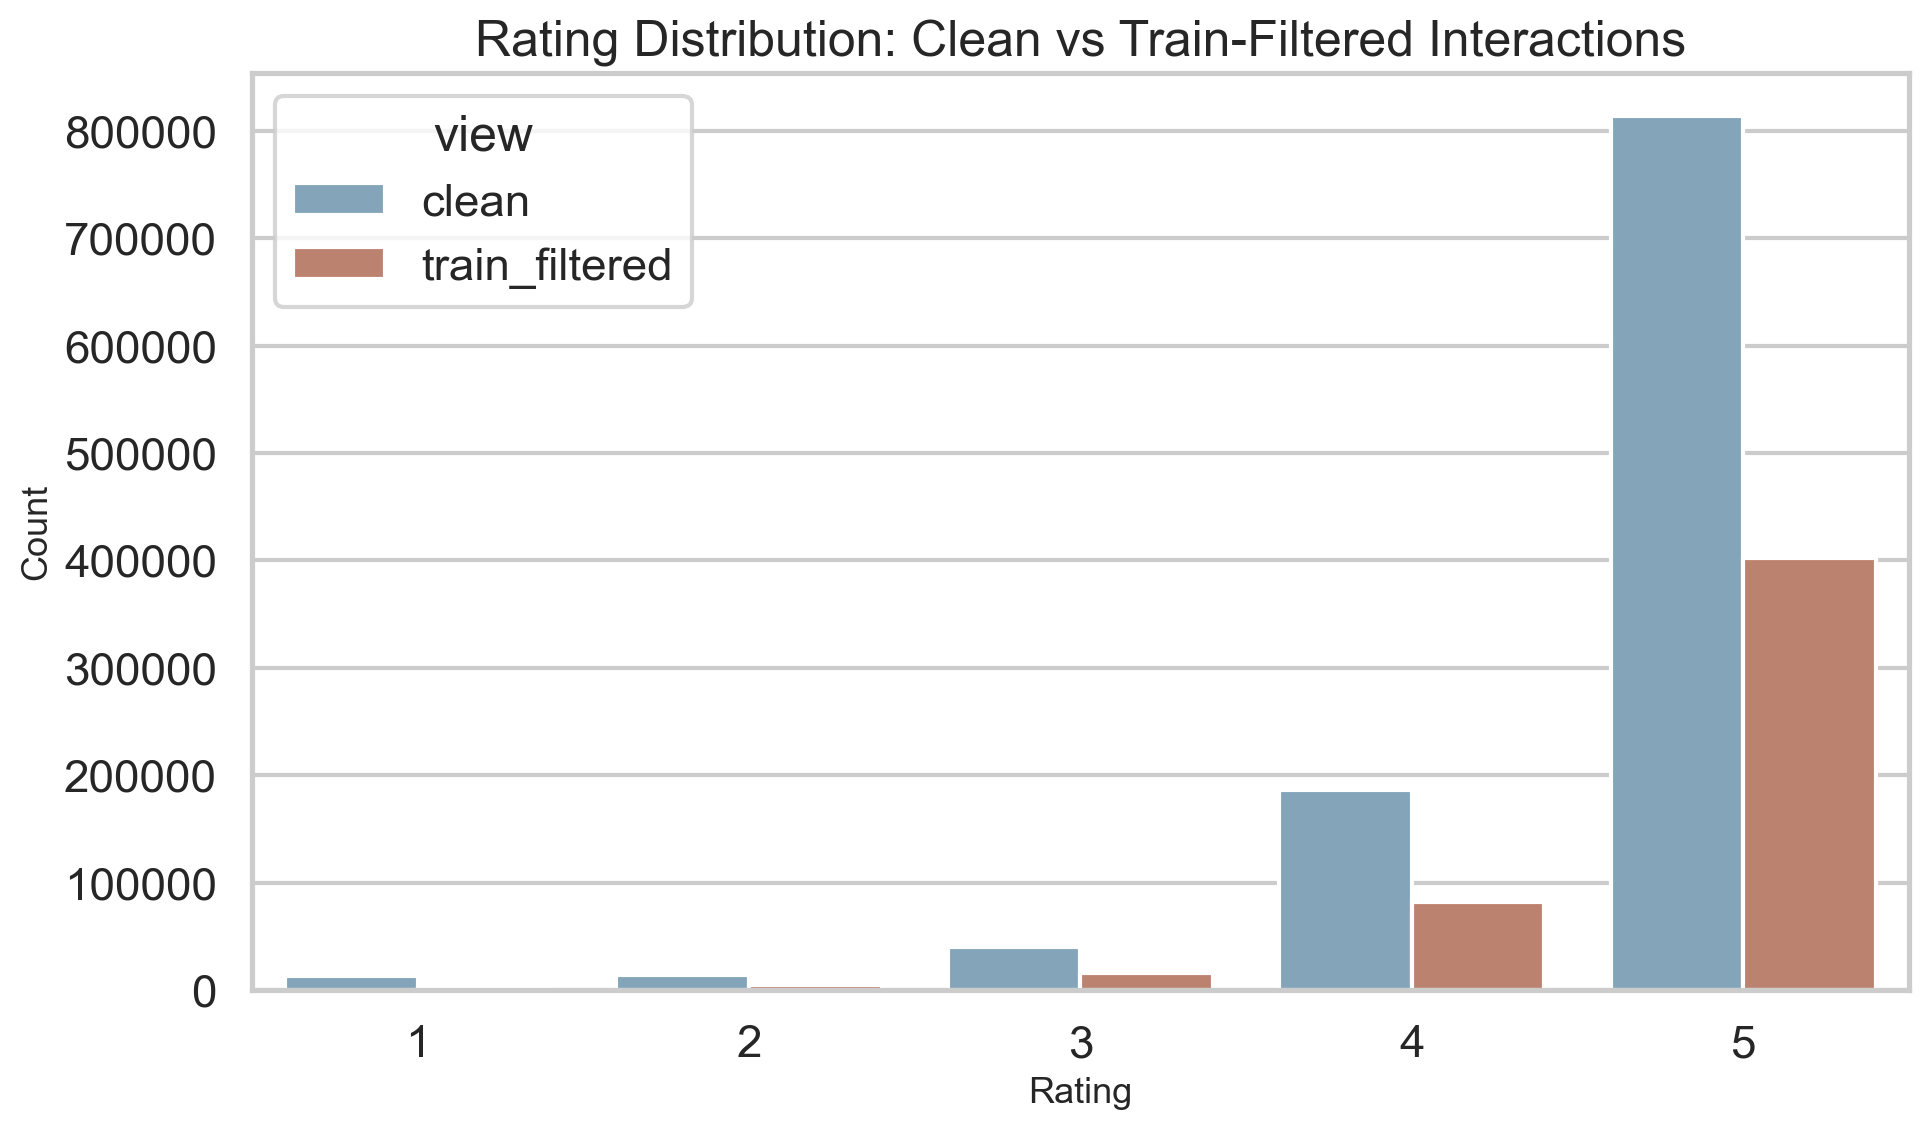 Rating Distribution: Clean vs Train-Filtered Interactions
view
clean
train_filtered
800000
700000
600000
500000
400000
300000
200000
100000
0
Count
1 2 3 4 5
Rating